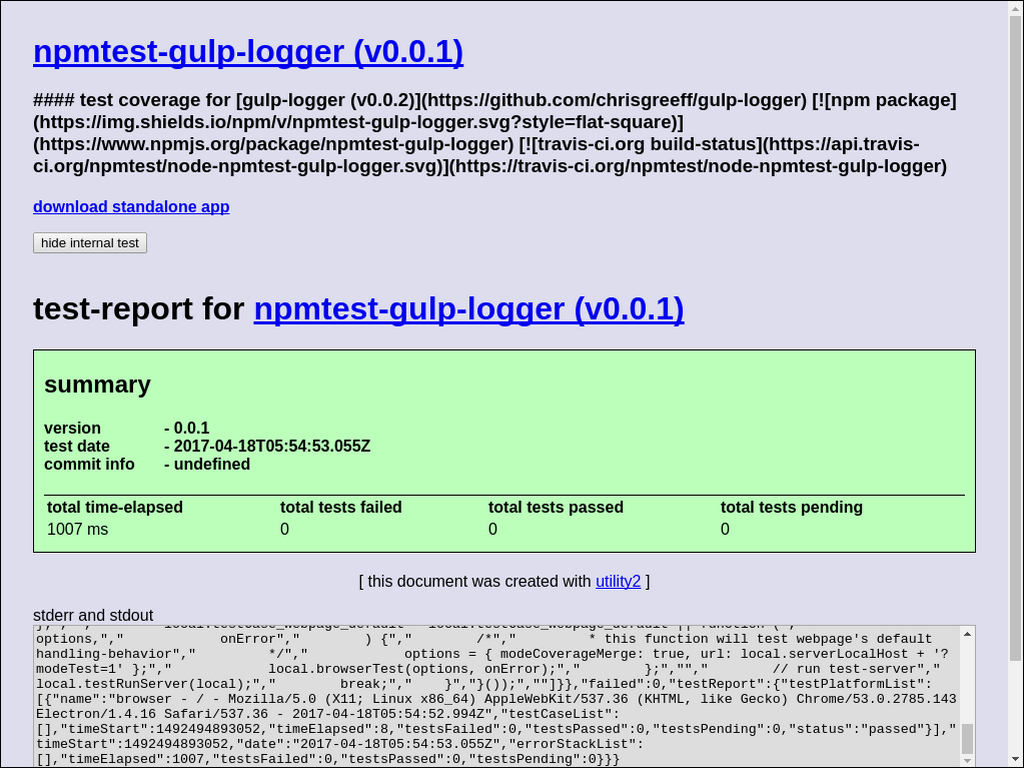 npmtest-gulp-logger (v0.0.1)
#### test coverage for [gulp-logger (v0.0.2)](https://github.com/chrisgreeff/gulp-logger) [![npm package]
(https://img.shields.io/npm/v/npmtest-gulp-logger.svg?style=flat-square)]
(https://www.npmjs.org/package/npmtest-gulp-logger) [![travis-ci.org build-status](https://api.travis-
ci.org/npmtest/node-npmtest-gulp-logger.svg)](https://travis-ci.org/npmtest/node-npmtest-gulp-logger)
download standalone app
hide internal test
test-report for npmtest-gulp-logger (v0.0.1)
summary
version - 0.0.1
test date - 2017-04-18T05:54:53.055Z
commit info - undefined
total time-elapsed total tests failed total tests passed total tests pending
1007 ms 0 0 0
[ this document was created with utility2 ]
stderr and stdout
options,","            onError","        ) {","        /*","         * this function will test webpage's default
handling-behavior","         */","            options = { modeCoverageMerge: true, url: local.serverLocalHost + '?
modeTest=1' };","            local.browserTest(options, onError);","        };","","        // run test-server","
local.testRunServer(local);","        break;","    }","}());",""]}},"failed":0,"testReport":{"testPlatformList":
[{"name":"browser - / - Mozilla/5.0 (X11; Linux x86_64) AppleWebKit/537.36 (KHTML, like Gecko) Chrome/53.0.2785.143
Electron/1.4.16 Safari/537.36 - 2017-04-18T05:54:52.994Z","testCaseList":
[],"timeStart":1492494893052,"timeElapsed":8,"testsFailed":0,"testsPassed":0,"testsPending":0,"status":"passed"}],"
timeStart":1492494893052,"date":"2017-04-18T05:54:53.055Z","errorStackList":
[],"timeElapsed":1007,"testsFailed":0,"testsPassed":0,"testsPending":0}}}